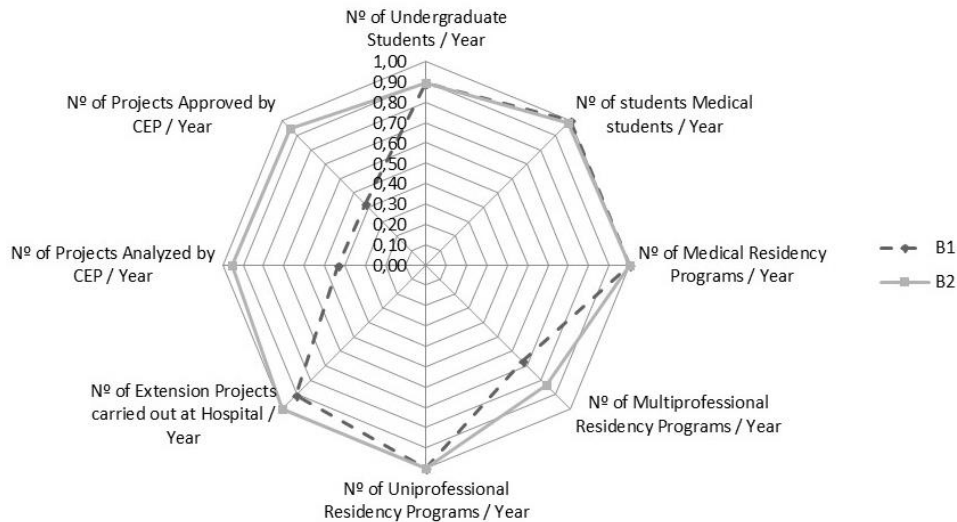 Nº of Undergraduate
Students / Year
1,00
0,90
0,80
0,70
0,60
0,50
0,40
0,30
0,20
0,10
0,00
Nº of students Medical
students / Year
Nº of Medical Residency
Programs / Year
Nº of Multiprofessional
Residency Programs / Year
Nº of Uniprofessional
Residency Programs / Year
Nº of Extension Projects
carried out at Hospital /
Year
Nº of Projects Analyzed by
CEP / Year
Nº of Projects Approved by
CEP / Year
B1
B2